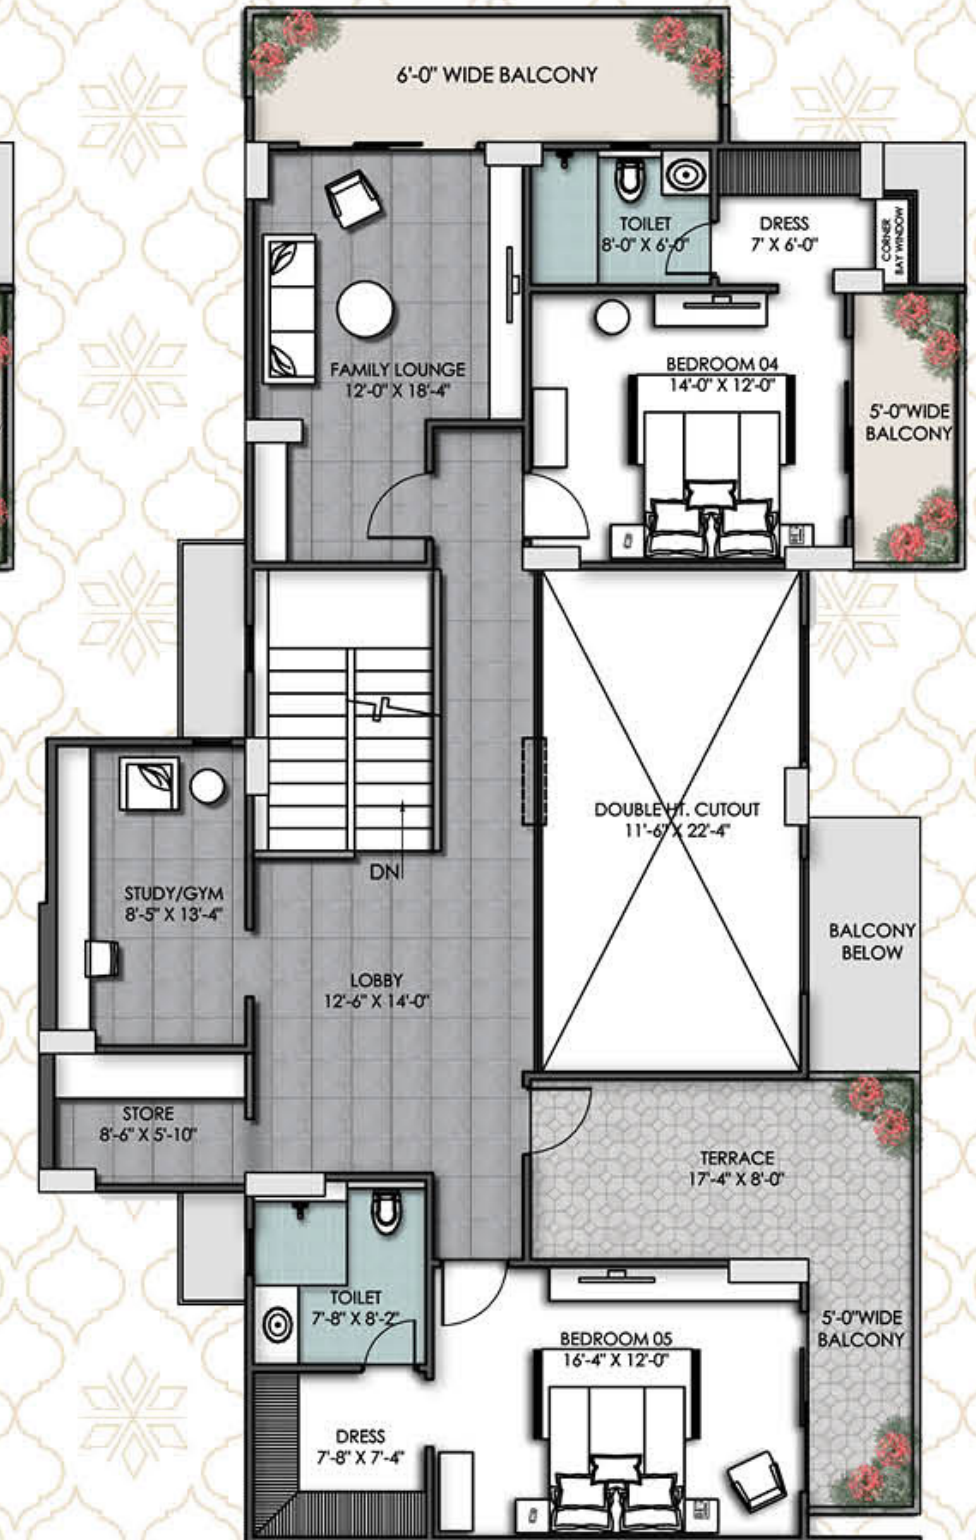 6'-0" WIDE BALCONY
TOILET
8'-0" X 6'-0"
DRESS
7' X 6'-0"
CORNER
BAY WINDOW
FAMILY LOUNGE
12'-0" X 18'-4"
BEDROOM 04
14'-0" X 12'-0"
5'-0"WIDE
BALCONY
DOUBLE HT. CUTOUT
11'-6" X 22'-4"
DN
STUDY/GYM
8'-5" X 13'-4"
BALCONY
BELOW
LOBBY
12'-6" X 14'-0"
STORE
8'-6" X 5'-10"
TERRACE
17'-4" X 8'-0"
TOILET
7'-8" X 8'-2"
5'-0"WIDE
BALCONY
BEDROOM 05
16'-4" X 12'-0"
DRESS
7'-8" X 7'-4"